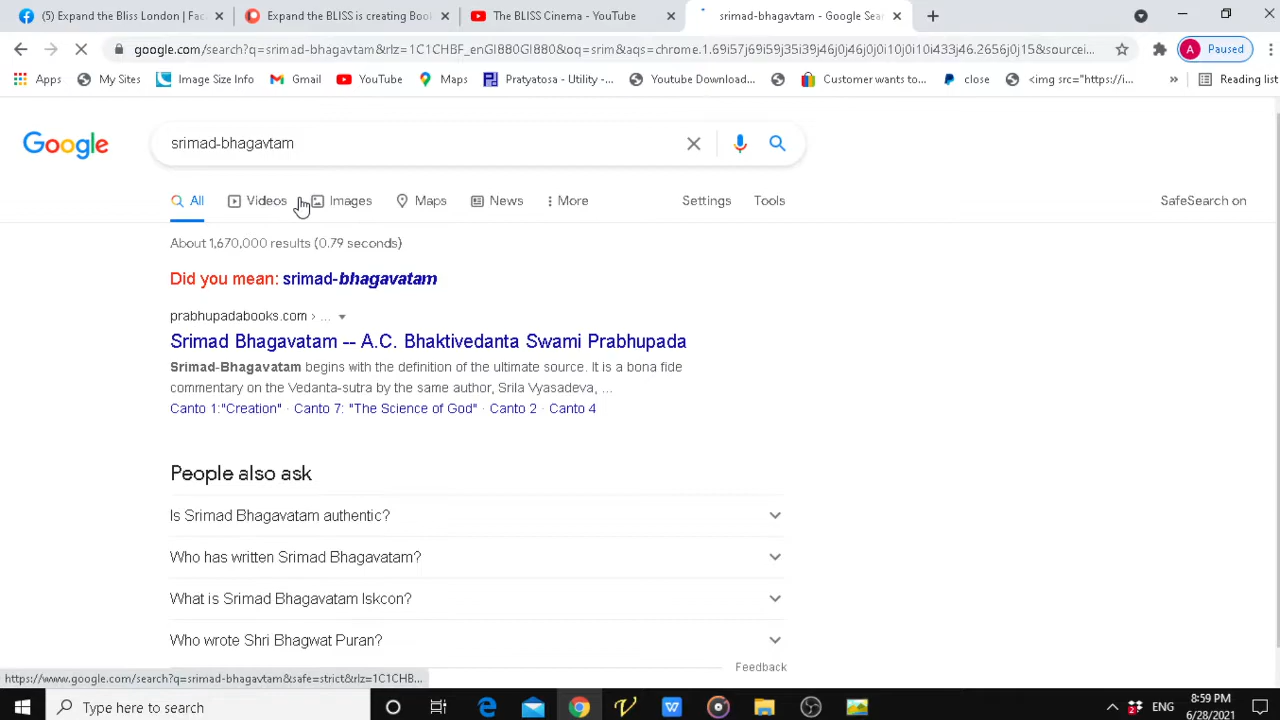 (5) Expand the Bliss London | Fac
Expand the BLISS is creating Bool
The BLISS Cinema - YouTube
srimad-bhagavtam - Google Sear
google.com/search?q=srimad-bhagavtam&rlz=1C1CHBF_enGI880GI880&oq=srim&aqs=chrome.1.69i57j69i59j35i39j46j0j46j0j0i10j0i10i433j46.2656j0j15&sourcei...
A Paused
Apps My Sites Image Size Info Gmail YouTube Maps Pratyatosa - Utility -... Youtube Download... Customer wants to... close <img src="https://i... » Reading list
Google
srimad-bhagavtam
All Videos Images Maps News More Settings Tools SafeSearch on
About 1,670,000 results (0.79 seconds)
Did you mean: srimad-bhagavatam
prabhupadabooks.com › ...
Srimad Bhagavatam -- A.C. Bhaktivedanta Swami Prabhupada
Srimad-Bhagavatam begins with the definition of the ultimate source. It is a bona fide
commentary on the Vedanta-sutra by the same author, Srila Vyasadeva, ...
Canto 1:"Creation" · Canto 7: "The Science of God" · Canto 2 · Canto 4
People also ask
Is Srimad Bhagavatam authentic?
Who has written Srimad Bhagavatam?
What is Srimad Bhagavatam Iskcon?
Who wrote Shri Bhagwat Puran?
Feedback
https://www.google.com/search?q=srimad-bhagavtam&safe=strict&rlz=1C1CHB...
Type here to search
ENG
8:59 PM
6/28/2021